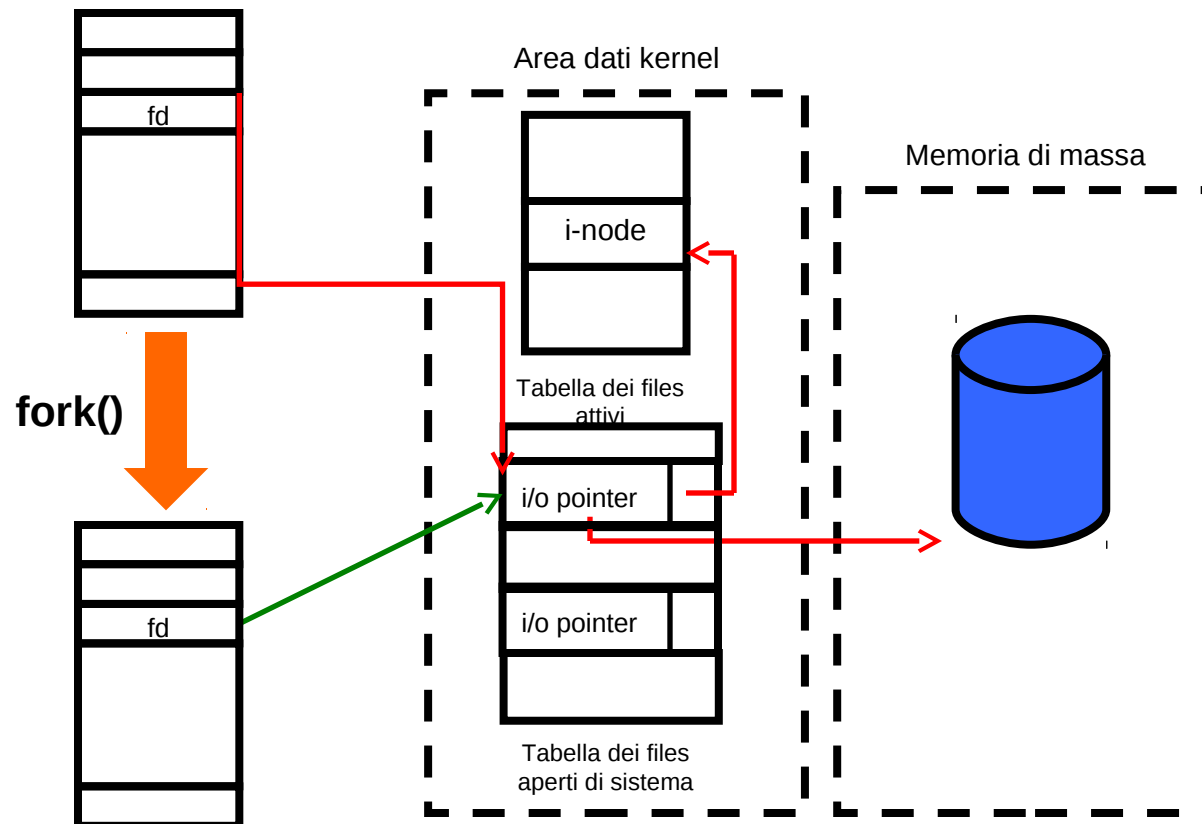 Area dati kernel
fd
Memoria di massa
i-node
Tabella dei files
attivi
fork()
i/o pointer
fd
i/o pointer
Tabella dei files
aperti di sistema